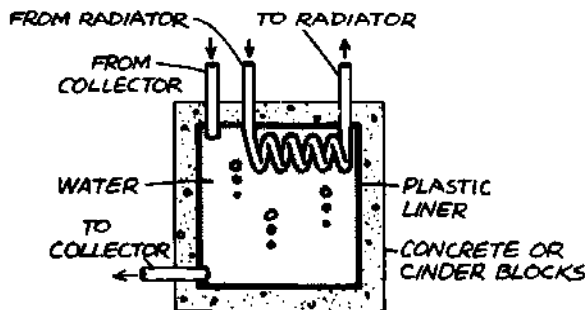 FROM RADIATOR
TO RADIATOR
FROM
COLLECTOR
WATER
PLASTIC
LINER
TO
COLLECTOR
CONCRETE OR
CINDER BLOCKS